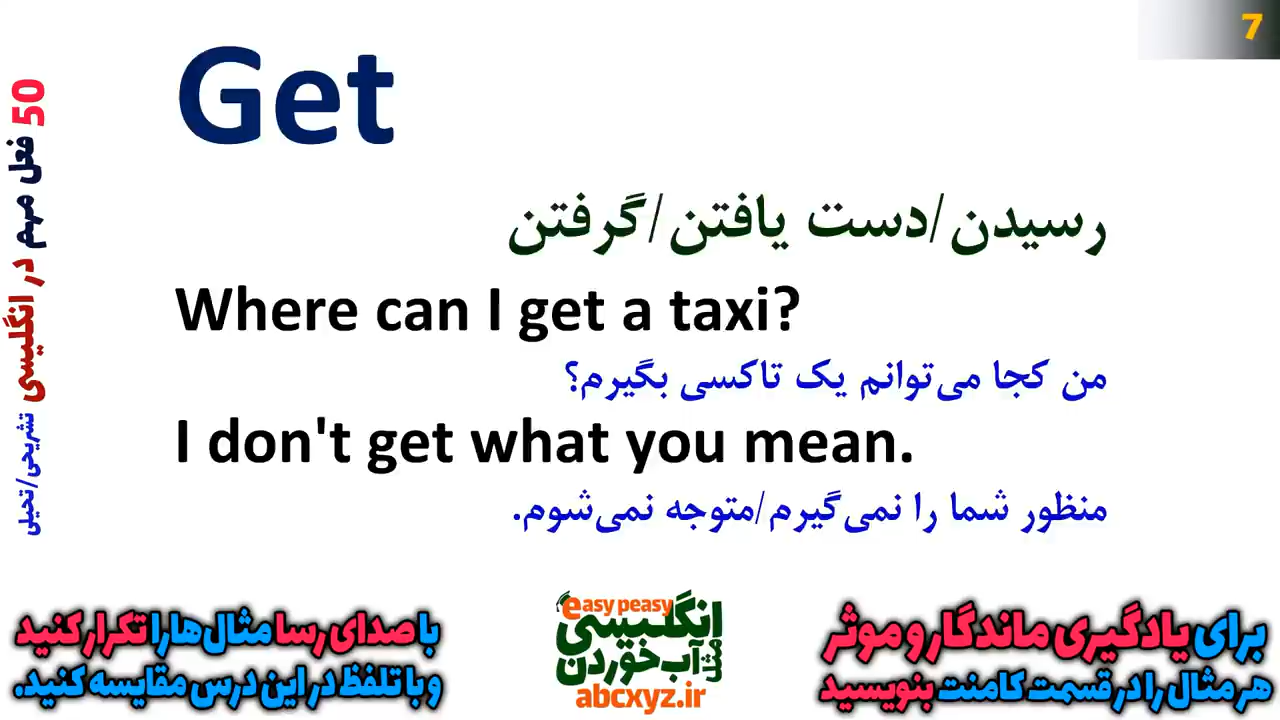 7
Get
رسیدن/دست یافتن/گرفتن
Where can I get a taxi?
من کجا می‌توانم یک تاکسی بگیرم؟
I don't get what you mean.
منظور شما را نمی‌گیرم/متوجه نمی‌شوم.
50 فعل مهم در انگلیسی تشریحی/تحیلی
برای یادگیری ماندگار و موثر
هر مثال را در قسمت کامنت بنویسید
easy peasy
انگلیسی
مثل آب خوردن
abcxyz.ir
با صدای رسا مثال‌ها را تکرار کنید
و با تلفظ در این درس مقایسه کنید.